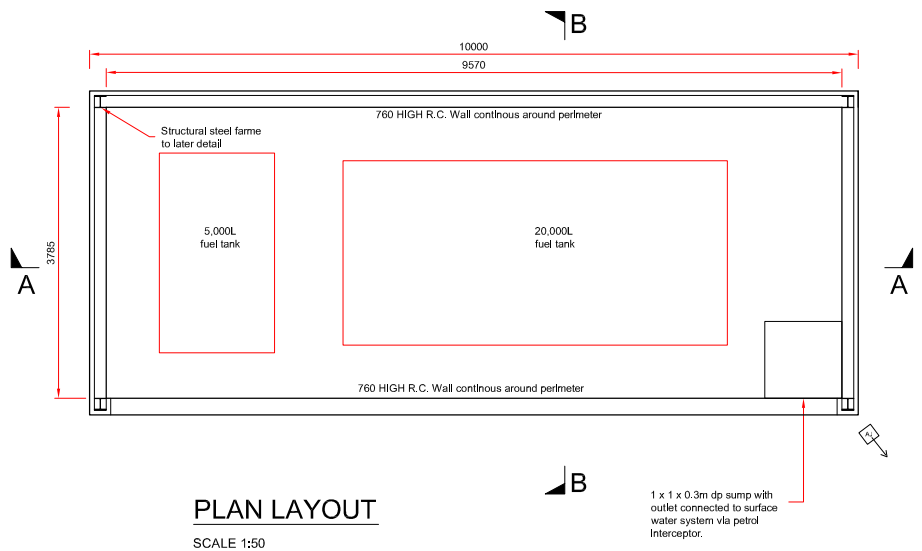 B
10000
9570
760 HIGH R.C. Wall continous around perimeter
Structural steel farme
to later detail
5,000L
fuel tank
20,000L
fuel tank
3785
A
A
760 HIGH R.C. Wall continous around perimeter
B
1 x 1 x 0.3m dp sump with
outlet connected to surface
water system via petrol
Interceptor.
PLAN LAYOUT
SCALE 1:50